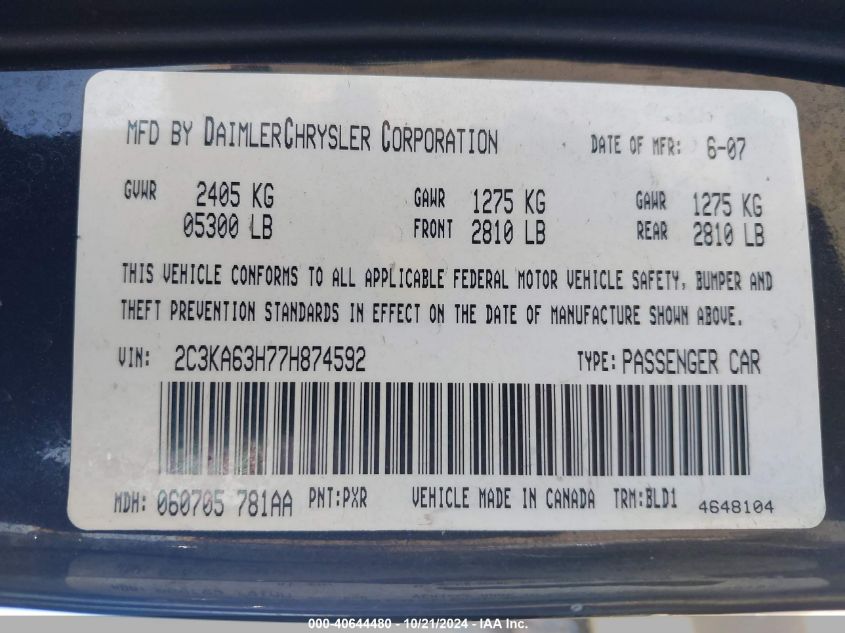 MFD BY DAIMLERCHRYSLER CORPORATION DATE OF MFR: 6-07
GVWR 2405 KG GAWR 1275 KG GAWR 1275 KG
05300 LB FRONT 2810 LB REAR 2810 LB
THIS VEHICLE CONFORMS TO ALL APPLICABLE FEDERAL MOTOR VEHICLE SAFETY, BUMPER AND
THEFT PREVENTION STANDARDS IN EFFECT ON THE DATE OF MANUFACTURE SHOWN ABOVE.
VIN: 2C3KA63H77H874592 TYPE: PASSENGER CAR
MDH: 060705 781AA PNT:PXR VEHICLE MADE IN CANADA TRM:BLD1 4648104
000-40644480 - 10/21/2024 - IAA Inc.